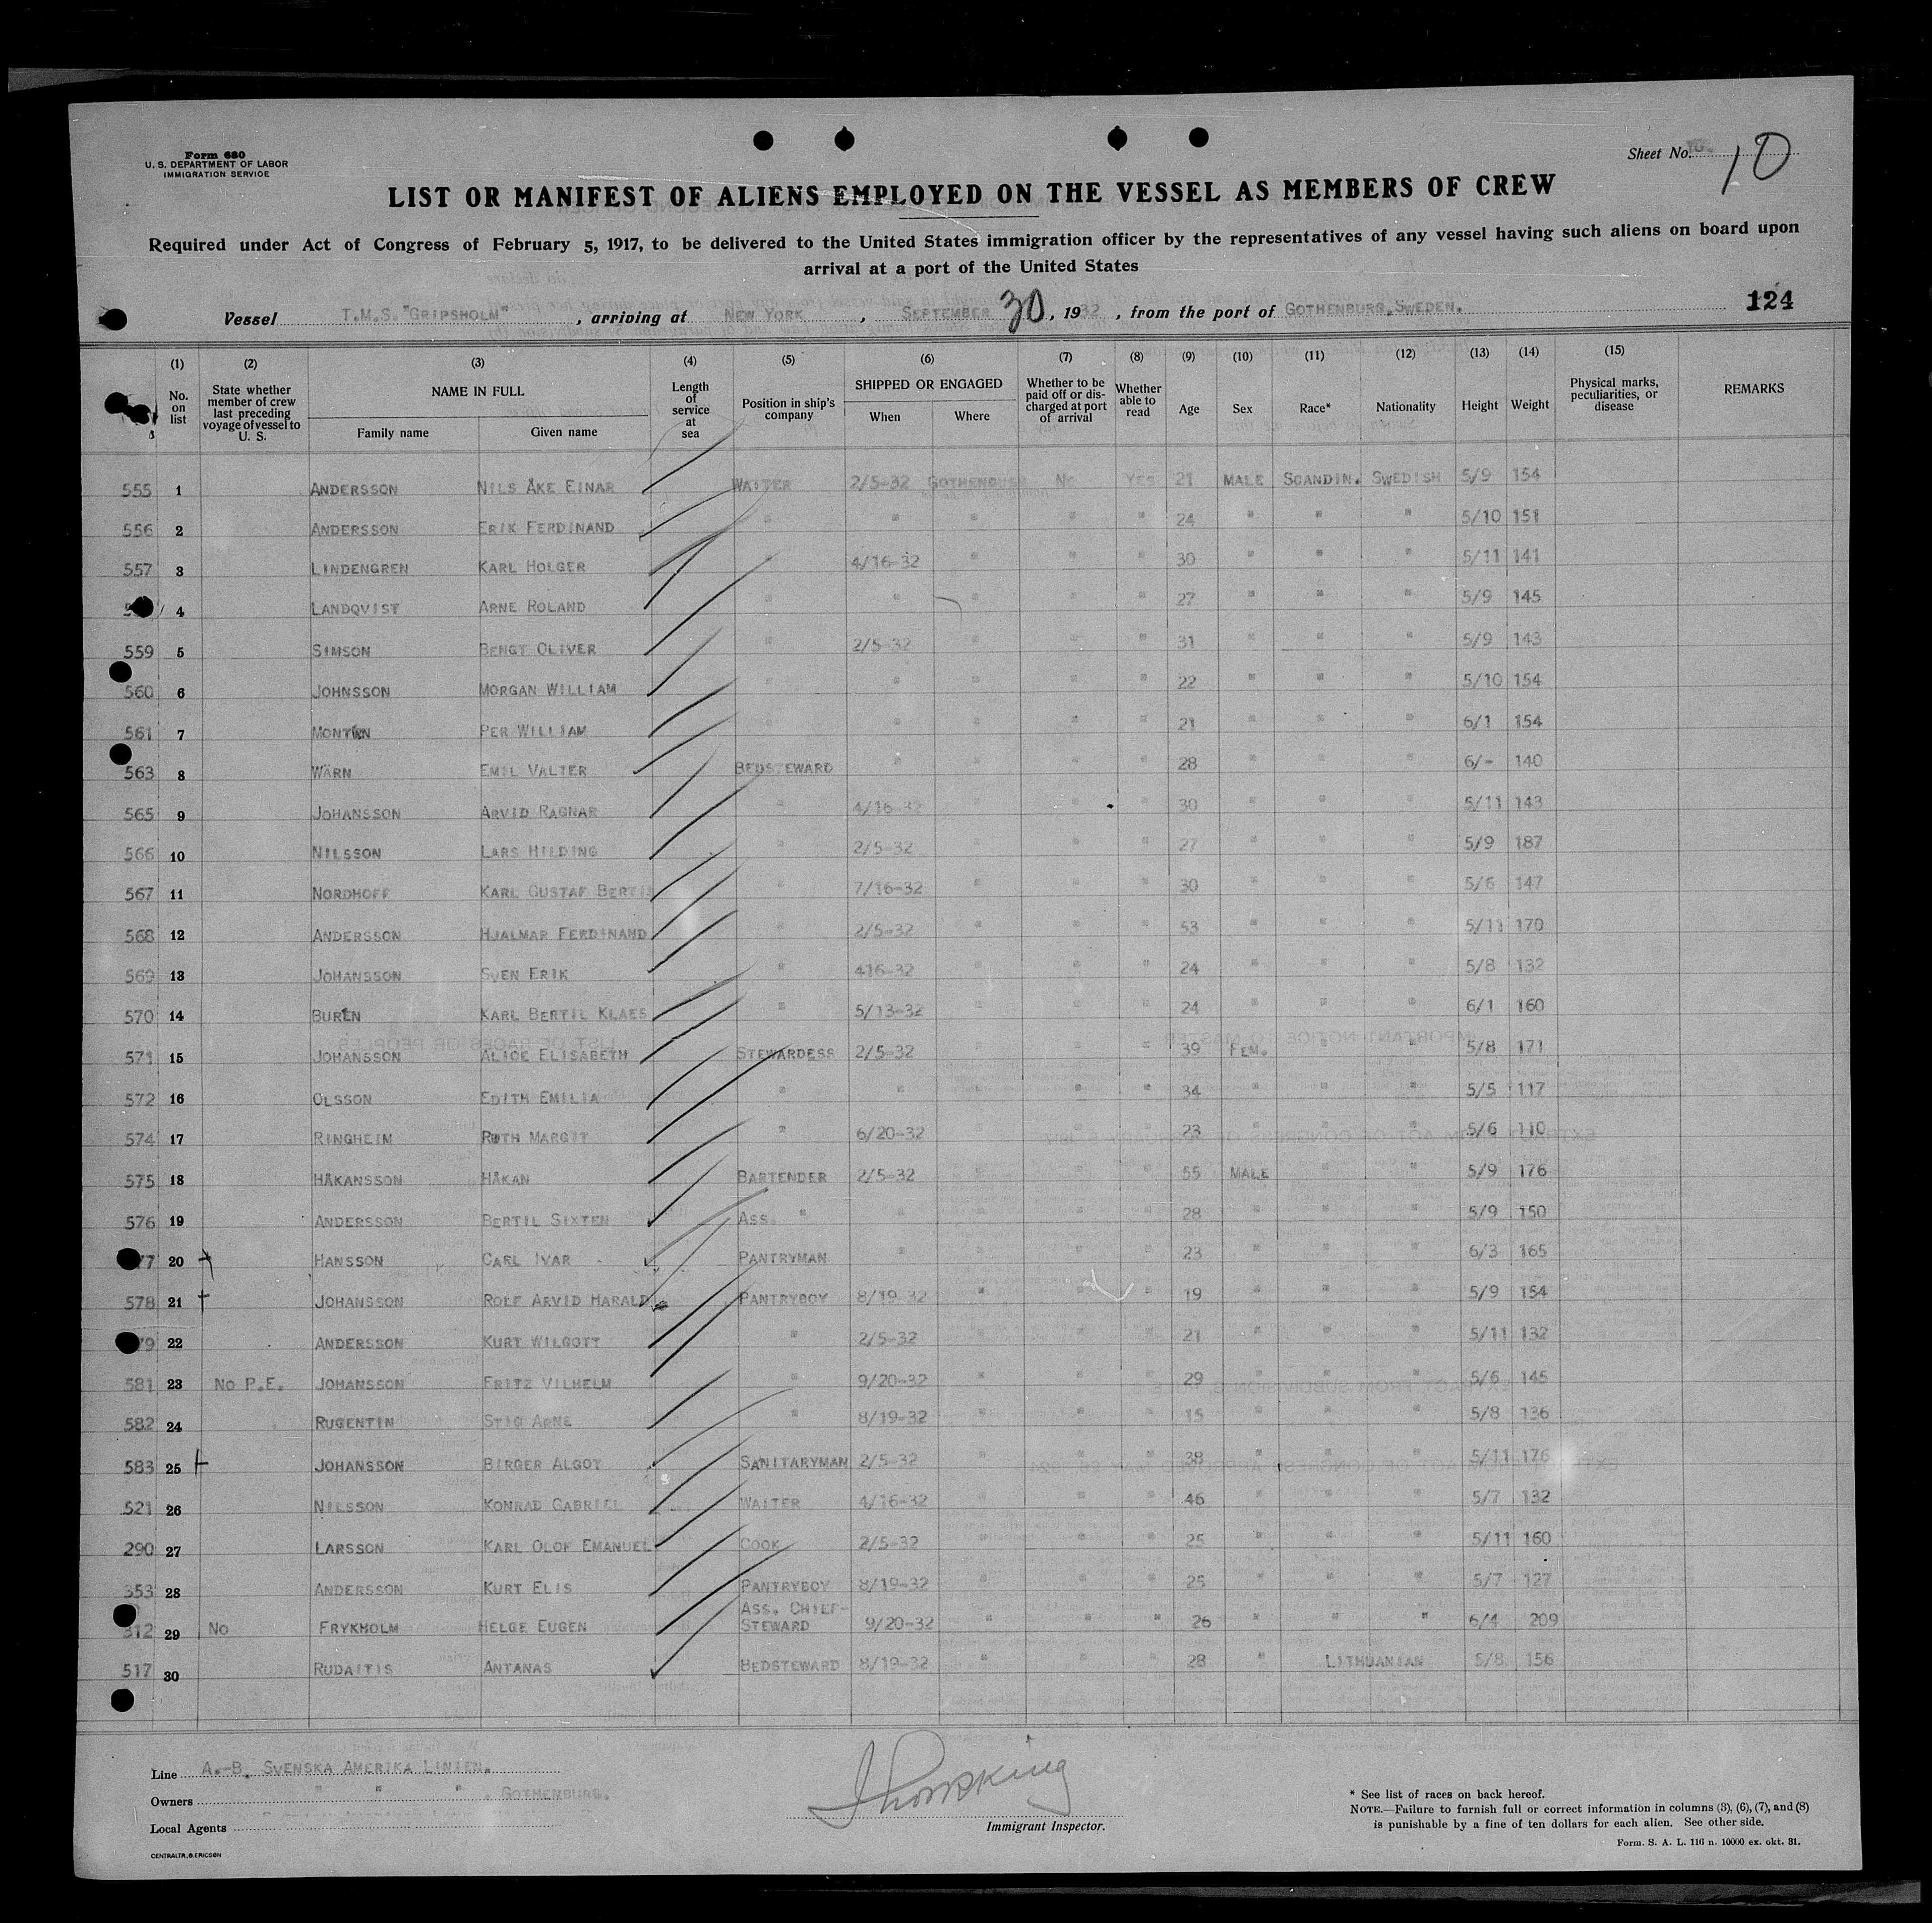 Form 680
U. S. DEPARTMENT OF LABOR
IMMIGRATION SERVICE
Sheet No. 10
LIST OR MANIFEST OF ALIENS EMPLOYED ON THE VESSEL AS MEMBERS OF CREW
Required under Act of Congress of February 5, 1917, to be delivered to the United States immigration officer by the representatives of any vessel having such aliens on board upon
arrival at a port of the United States
Vessel T.M.S. "GRIPSHOLM", arriving at NEW YORK, SEPTEMBER 30, 1932, from the port of GOTHENBURG.SWEDEN. 124
(1) (2) (3) (4) (5) (6) (7) (8) (9) (10) (11) (12) (13) (14) (15)
No. on list State whether member of crew last preceding voyage of vessel to U. S. NAME IN FULL Family name Given name Length of service at sea Position in ship's company SHIPPED OR ENGAGED When Where Whether to be paid off or discharged at port of arrival Whether able to read Age Sex Race* Nationality Height Weight Physical marks, peculiarities, or disease REMARKS
555 1 ANDERSSON NILS ÅKE EINAR WAITER 2/5-32 GOTHENBURG NO YES 21 MALE SCANDIN. SWEDISH 5/9 154
556 2 ANDERSSON ERIK FERDINAND " " " " " 24 " " " 5/10 151
557 3 LINDENGREN KARL HOLGER " 4/16-32 " " " 30 " " " 5/11 141
4 LANDQVIST ARNE ROLAND " " " " " 27 " " " 5/9 145
559 5 SIMSON BENGT OLIVER " 2/5-32 " " " 31 " " " 5/9 143
560 6 JOHNSSON MORGAN WILLIAM " " " " " 22 " " " 5/10 154
561 7 PER WILLIAM " " " " " 21 " " " 6/1 154
563 8 WÄRN EMIL VALTER BEDSTEWARD " " " " 28 " " " 6/- 140
565 9 JOHANSSON ARVID RAGNAR " 4/16-32 " " " 30 " " " 5/11 143
566 10 NILSSON LARS HILDING " 2/5-32 " " " 27 " " " 5/9 187
567 11 NORDHOFF KARL GUSTAF BERTIL " 7/16-32 " " " 30 " " " 5/6 147
568 12 ANDERSSON HJALMAR FERDINAND " 2/5-32 " " " 53 " " " 5/11 170
569 13 JOHANSSON SVEN ERIK " 416-32 " " " 24 " " " 5/8 132
570 14 BURÉN KARL BERTIL KLAES " 5/13-32 " " " 24 " " " 6/1 160
571 15 JOHANSSON ALICE ELISABETH STEWARDESS 2/5-32 " " " 39 FEM. " " 5/8 171
572 16 OLSSON EDITH EMILIA " " " " " 34 " " " 5/5 117
574 17 RINGHEIM RUTH MARGIT " 6/20-32 " " " 23 " " " 5/6 110
575 18 HÅKANSSON HÅKAN BARTENDER 2/5-32 " " " 55 MALE " " 5/9 176
576 19 ANDERSSON BERTIL SIXTEN ASS. " " " " " 28 " " " 5/9 150
20 HANSSON CARL IVAR PANTRYMAN " " " " 23 " " " 6/3 165
578 21 JOHANSSON ROLF ARVID HARALD PANTRYBOY 8/19-32 " " " 19 " " " 5/9 154
22 ANDERSSON KURT WILGOTT " 2/5-32 " " " 21 " " " 5/11 132
581 23 NO P.E. JOHANSSON FRITZ VILHELM " 9/20-32 " " " 29 " " " 5/6 145
582 24 RUGENTIN STIG ARNE " 8/19-32 " " " 15 " " " 5/8 136
583 25 JOHANSSON BIRGER ALGOT SANITARYMAN 2/5-32 " " " 38 " " " 5/11 176
521 26 NILSSON KONRAD GABRIEL WAITER 4/16-32 " " " 46 " " " 5/7 132
290 27 LARSSON KARL OLOF EMANUEL COOK 2/5-32 " " " 25 " " " 5/11 160
353 28 ANDERSSON KURT ELIS PANTRYBOY 8/19-32 " " " 25 " " " 5/7 127
312 29 NO FRYKHOLM HELGE EUGEN ASS. CHIEF-STEWARD 9/20-32 " " " 26 " " " 6/4 209
517 30 RUDAITIS ANTANAS BEDSTEWARD 8/19-32 " " " 28 " LITHUANIAN 5/8 156
Line A.-B. SVENSKA AMERIKA LINIEN.
Owners " " " . GOTHENBURG.
Local Agents
Immigrant Inspector.
* See list of races on back hereof.
NOTE.—Failure to furnish full or correct information in columns (3), (6), (7), and (8)
is punishable by a fine of ten dollars for each alien. See other side.
Form. S. A. L. 116 n. 10000 ex. okt. 31.
CENTRALTR. G. ERICSON